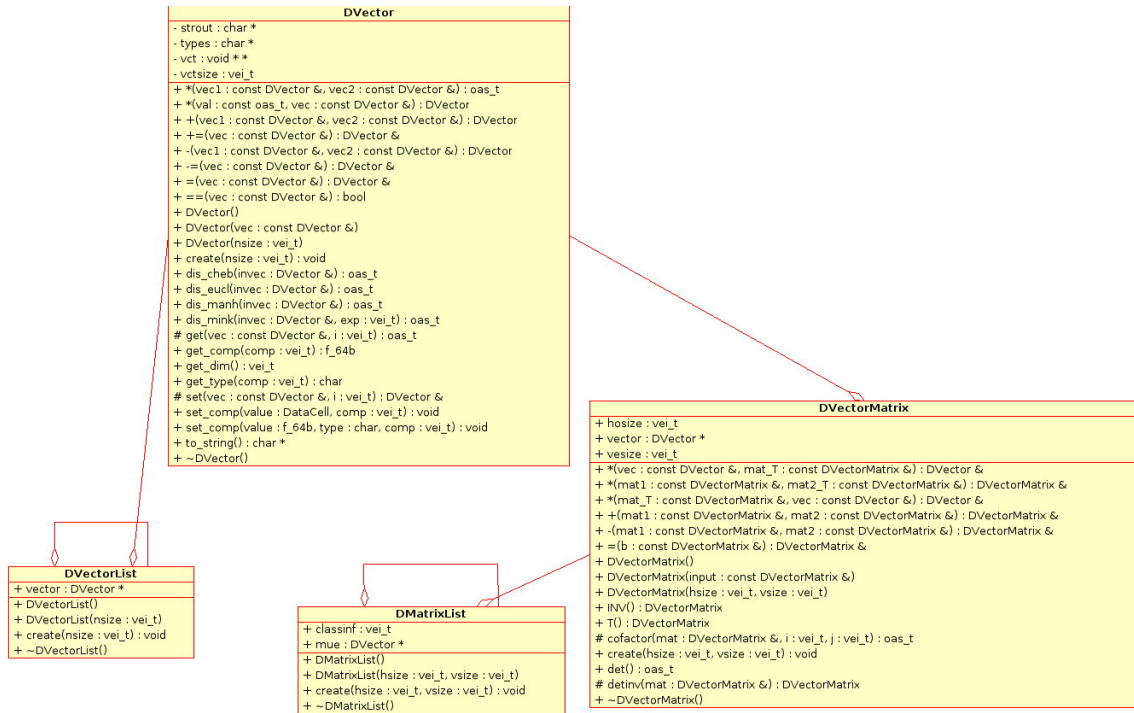 DVector
- strout : char *
- types : char *
- vct : void * *
- vctsize : vei_t
+ *(vec1 : const DVector &, vec2 : const DVector &) : oas_t
+ *(val : const oas_t, vec : const DVector &) : DVector
+ +(vec1 : const DVector &, vec2 : const DVector &) : DVector
+ +=(vec : const DVector &) : DVector &
+ -(vec1 : const DVector &, vec2 : const DVector &) : DVector
+ -=(vec : const DVector &) : DVector &
+ =(vec : const DVector &) : DVector &
+ ==(vec : const DVector &) : bool
+ DVector()
+ DVector(vec : const DVector &)
+ DVector(nsize : vei_t)
+ create(nsize : vei_t) : void
+ dis_cheb(invec : DVector &) : oas_t
+ dis_eucl(invec : DVector &) : oas_t
+ dis_manh(invec : DVector &) : oas_t
+ dis_mink(invec : DVector &, exp : vei_t) : oas_t
# get(vec : const DVector &, i : vei_t) : oas_t
+ get_comp(comp : vei_t) : f_64b
+ get_dim() : vei_t
+ get_type(comp : vei_t) : char
# set(vec : const DVector &, i : vei_t) : DVector &
+ set_comp(value : DataCell, comp : vei_t) : void
+ set_comp(value : f_64b, type : char, comp : vei_t) : void
+ to_string() : char *
+ ~DVector()
DVectorMatrix
+ hosize : vei_t
+ vector : DVector *
+ vesize : vei_t
+ *(vec : const DVector &, mat_T : const DVectorMatrix &) : DVector &
+ *(mat1 : const DVectorMatrix &, mat2_T : const DVectorMatrix &) : DVectorMatrix &
+ *(mat_T : const DVectorMatrix &, vec : const DVector &) : DVector &
+ +(mat1 : const DVectorMatrix &, mat2 : const DVectorMatrix &) : DVectorMatrix &
+ -(mat1 : const DVectorMatrix &, mat2 : const DVectorMatrix &) : DVectorMatrix &
+ =(b : const DVectorMatrix &) : DVectorMatrix &
+ DVectorMatrix()
+ DVectorMatrix(input : const DVectorMatrix &)
+ DVectorMatrix(hsize : vei_t, vsize : vei_t)
+ INV() : DVectorMatrix
+ T() : DVectorMatrix
# cofactor(mat : DVectorMatrix &, i : vei_t, j : vei_t) : oas_t
+ create(hsize : vei_t, vsize : vei_t) : void
+ det() : oas_t
# detinv(mat : DVectorMatrix &) : DVectorMatrix
+ ~DVectorMatrix()
DVectorList
+ vector : DVector *
+ DVectorList()
+ DVectorList(nsize : vei_t)
+ create(nsize : vei_t) : void
+ ~DVectorList()
DMatrixList
+ classinf : vei_t
+ mue : DVector *
+ DMatrixList()
+ DMatrixList(hsize : vei_t, vsize : vei_t)
+ create(hsize : vei_t, vsize : vei_t) : void
+ ~DMatrixList()